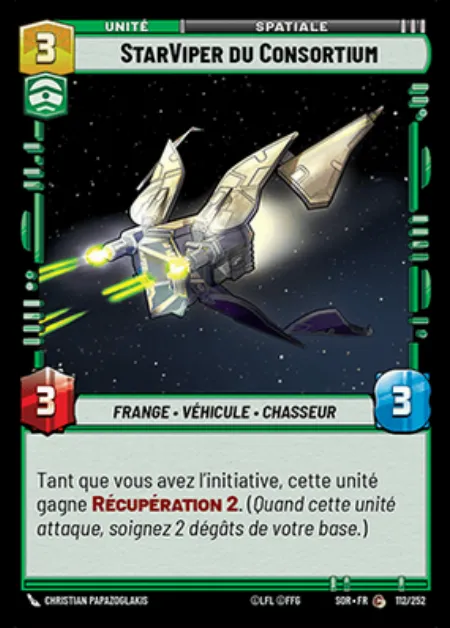 UNITÉ
SPATIALE
3
STARVIPER DU CONSORTIUM
3
FRANGE • VÉHICULE • CHASSEUR
3
Tant que vous avez l'initiative, cette unité
gagne RÉCUPÉRATION 2. (Quand cette unité
attaque, soignez 2 dégâts de votre base.)
CHRISTIAN PAPAZOGLAKIS
©LFL ©FFG
SOR • FR
C
112/252